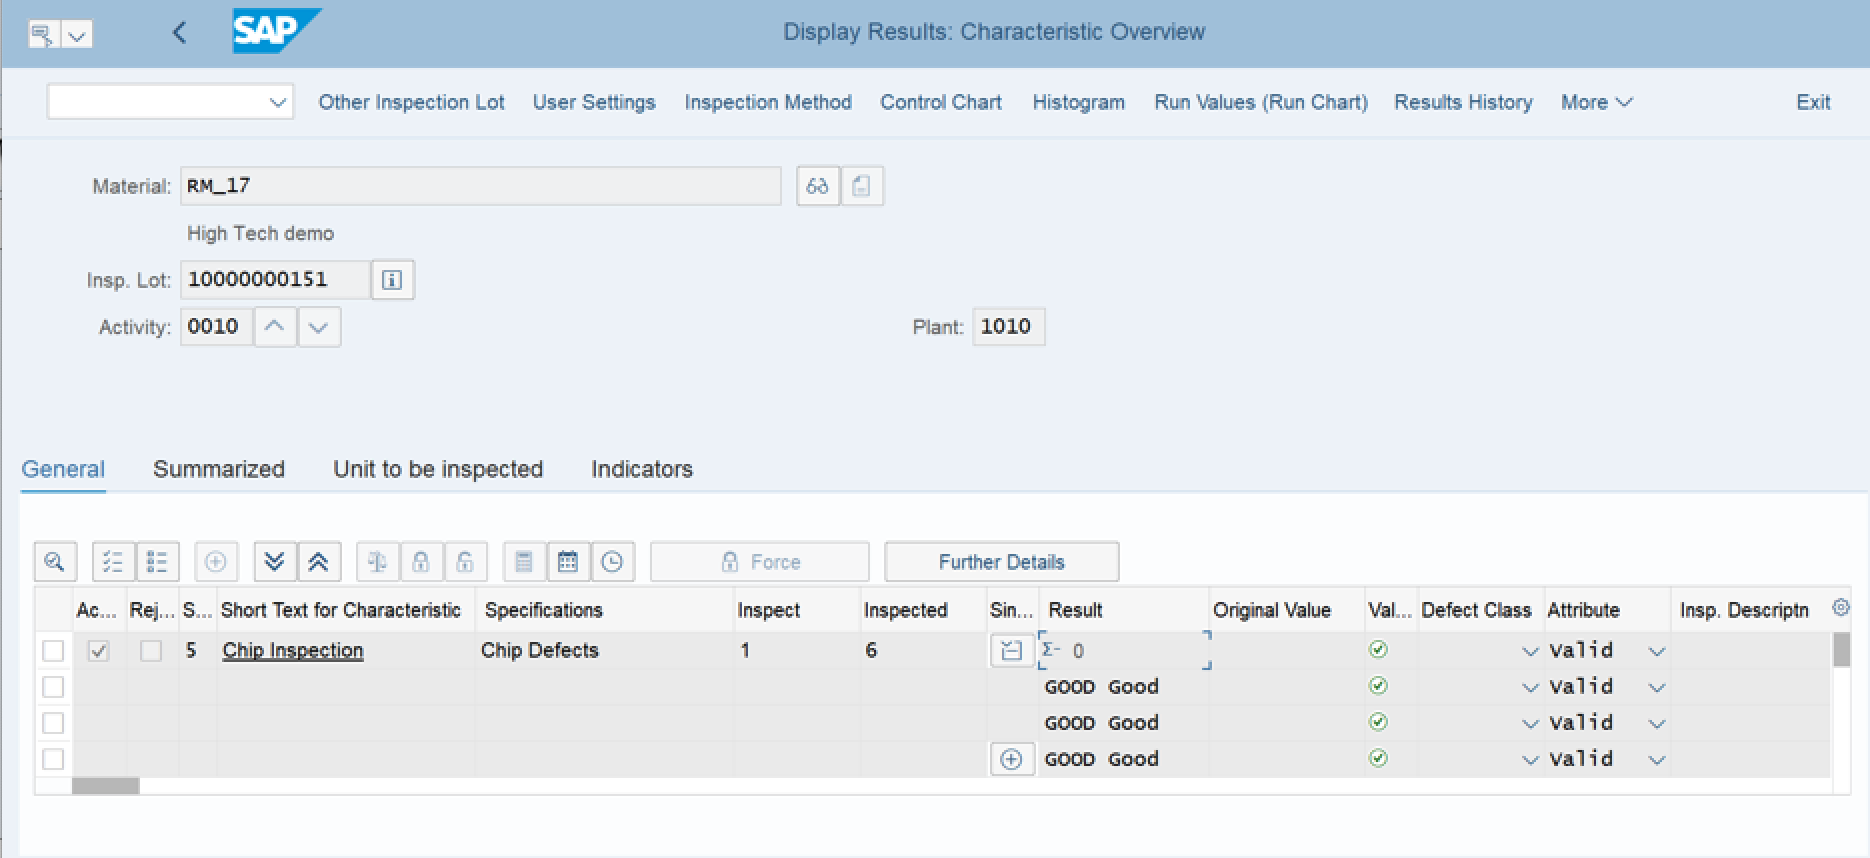 SAP Display Results: Characteristic Overview
Other Inspection Lot User Settings Inspection Method Control Chart Histogram Run Values (Run Chart) Results History More Exit
Material: RM_17
High Tech demo
Insp. Lot: 10000000151
Activity: 0010 Plant: 1010
General Summarized Unit to be inspected Indicators
Force Further Details
Ac... Rej... S... Short Text for Characteristic Specifications Inspect Inspected Sin... Result Original Value Val... Defect Class Attribute Insp. Descriptn
5 Chip Inspection Chip Defects 1 6 Σ- 0 Valid
GOOD Good Valid
GOOD Good Valid
GOOD Good Valid